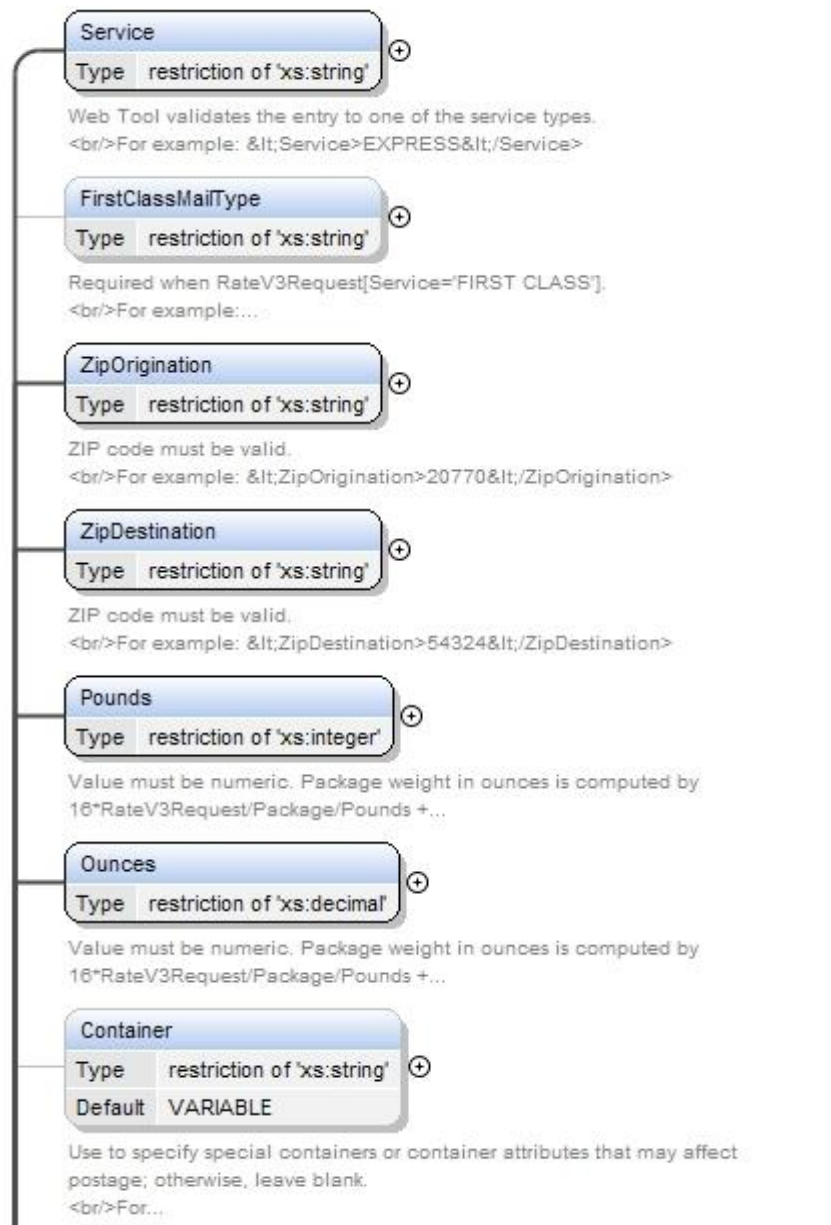 Service
Type restriction of 'xs:string'
Web Tool validates the entry to one of the service types.
<br/>For example: &lt;Service>EXPRESS&lt;/Service>
FirstClassMailType
Type restriction of 'xs:string'
Required when RateV3Request[Service='FIRST CLASS'].
<br/>For example:...
ZipOrigination
Type restriction of 'xs:string'
ZIP code must be valid.
<br/>For example: &lt;ZipOrigination>20770&lt;/ZipOrigination>
ZipDestination
Type restriction of 'xs:string'
ZIP code must be valid.
<br/>For example: &lt;ZipDestination>54324&lt;/ZipDestination>
Pounds
Type restriction of 'xs:integer'
Value must be numeric. Package weight in ounces is computed by
16*RateV3Request/Package/Pounds +...
Ounces
Type restriction of 'xs:decimal'
Value must be numeric. Package weight in ounces is computed by
16*RateV3Request/Package/Pounds +...
Container
Type restriction of 'xs:string'
Default VARIABLE
Use to specify special containers or container attributes that may affect
postage; otherwise, leave blank.
<br/>For...